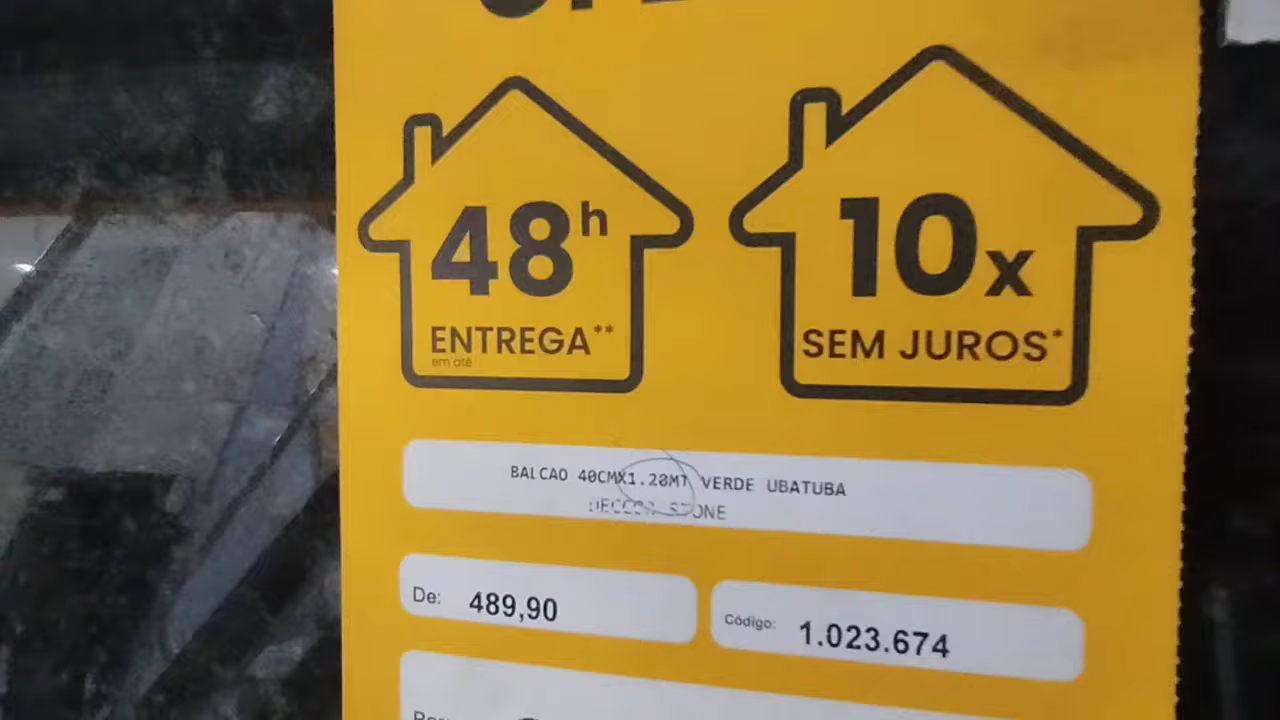 48h
ENTREGA**
em até
10x
SEM JUROS*
BALCAO 40CMX1.20MT VERDE UBATUBA
STONE
De: 489,90
Código: 1.023.674